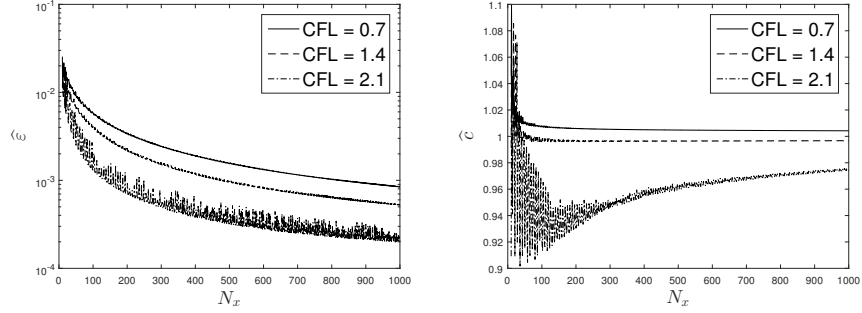 10^-1
10^-2
10^-3
10^-4
ε̂
0 100 200 300 400 500 600 700 800 900 1000
N_x
CFL = 0.7
CFL = 1.4
CFL = 2.1
1.1
1.08
1.06
1.04
1.02
1
0.98
0.96
0.94
0.92
0.9
ĉ
0 100 200 300 400 500 600 700 800 900 1000
N_x
CFL = 0.7
CFL = 1.4
CFL = 2.1